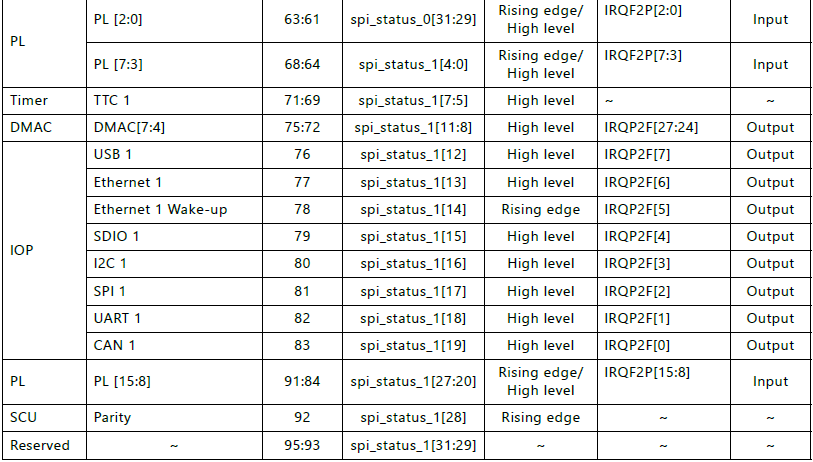 PL PL [2:0] 63:61 spi_status_0[31:29] Rising edge/ High level IRQF2P[2:0] Input
PL [7:3] 68:64 spi_status_1[4:0] Rising edge/ High level IRQF2P[7:3] Input
Timer TTC 1 71:69 spi_status_1[7:5] High level ~ ~
DMAC DMAC[7:4] 75:72 spi_status_1[11:8] High level IRQP2F[27:24] Output
IOP USB 1 76 spi_status_1[12] High level IRQP2F[7] Output
Ethernet 1 77 spi_status_1[13] High level IRQP2F[6] Output
Ethernet 1 Wake-up 78 spi_status_1[14] Rising edge IRQP2F[5] Output
SDIO 1 79 spi_status_1[15] High level IRQP2F[4] Output
I2C 1 80 spi_status_1[16] High level IRQP2F[3] Output
SPI 1 81 spi_status_1[17] High level IRQP2F[2] Output
UART 1 82 spi_status_1[18] High level IRQP2F[1] Output
CAN 1 83 spi_status_1[19] High level IRQP2F[0] Output
PL PL [15:8] 91:84 spi_status_1[27:20] Rising edge/ High level IRQF2P[15:8] Input
SCU Parity 92 spi_status_1[28] Rising edge ~ ~
Reserved ~ 95:93 spi_status_1[31:29] ~ ~ ~